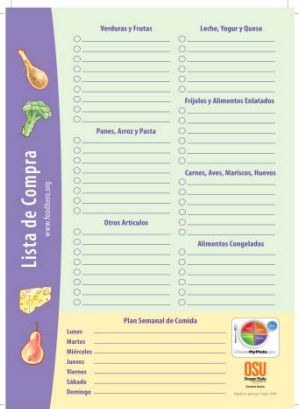 Lista de Compra
www.foodhero.org
Verduras y Frutas
Panes, Arroz y Pasta
Otros Artículos
Leche, Yogur y Queso
Frijoles y Alimentos Enlatados
Carnes, Aves, Mariscos, Huevos
Alimentos Congelados
Plan Semanal de Comida
Lunes
Martes
Miércoles
Jueves
Viernes
Sábado
Domingo
ChooseMyPlate.gov
OSU
Oregon State